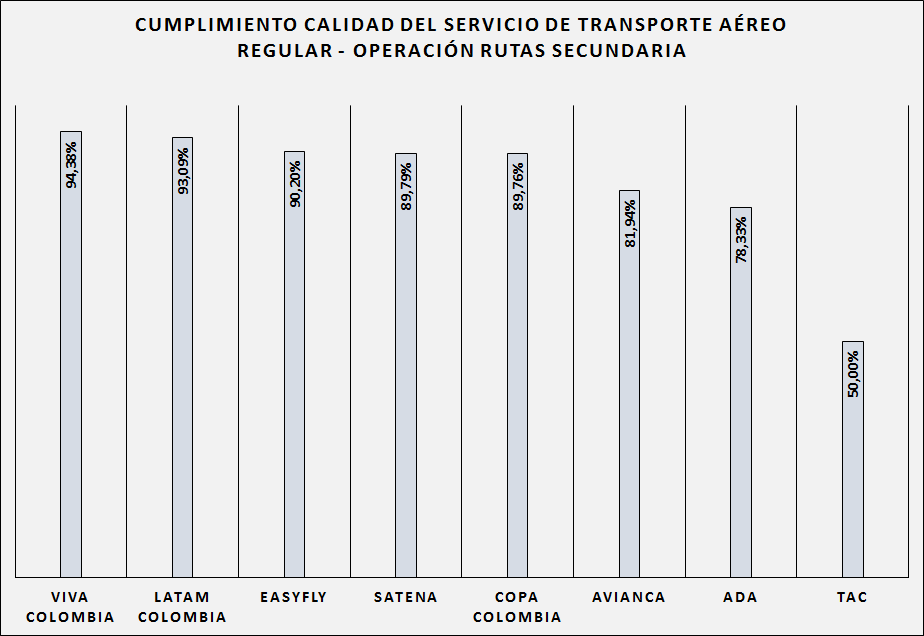 CUMPLIMIENTO CALIDAD DEL SERVICIO DE TRANSPORTE AÉREO
REGULAR - OPERACIÓN RUTAS SECUNDARIA
94,38%
93,09%
90,20%
89,79%
89,76%
81,94%
78,33%
50,00%
VIVA
COLOMBIA
LATAM
COLOMBIA
EASYFLY
SATENA
COPA
COLOMBIA
AVIANCA
ADA
TAC